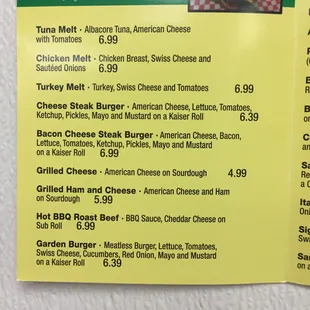 Tuna Melt · Albacore Tuna, American Cheese
with Tomatoes 6.99
Chicken Melt · Chicken Breast, Swiss Cheese and
Sautéed Onions 6.99
Turkey Melt · Turkey, Swiss Cheese and Tomatoes
6.99
Cheese Steak Burger · American Cheese, Lettuce, Tomatoes,
Ketchup, Pickles, Mayo and Mustard on a Kaiser Roll 6.39
Bacon Cheese Steak Burger · American Cheese, Bacon,
Lettuce, Tomatoes, Ketchup, Pickles, Mayo and Mustard
on a Kaiser Roll 6.99
Grilled Cheese · American Cheese on Sourdough 4.99
Grilled Ham and Cheese · American Cheese and Ham
on Sourdough 5.99
Hot BBQ Roast Beef · BBQ Sauce, Cheddar Cheese on
Sub Roll 6.99
Garden Burger · Meatless Burger, Lettuce, Tomatoes,
Swiss Cheese, Cucumbers, Red Onion, Mayo and Mustard
on a Kaiser Roll 6.39